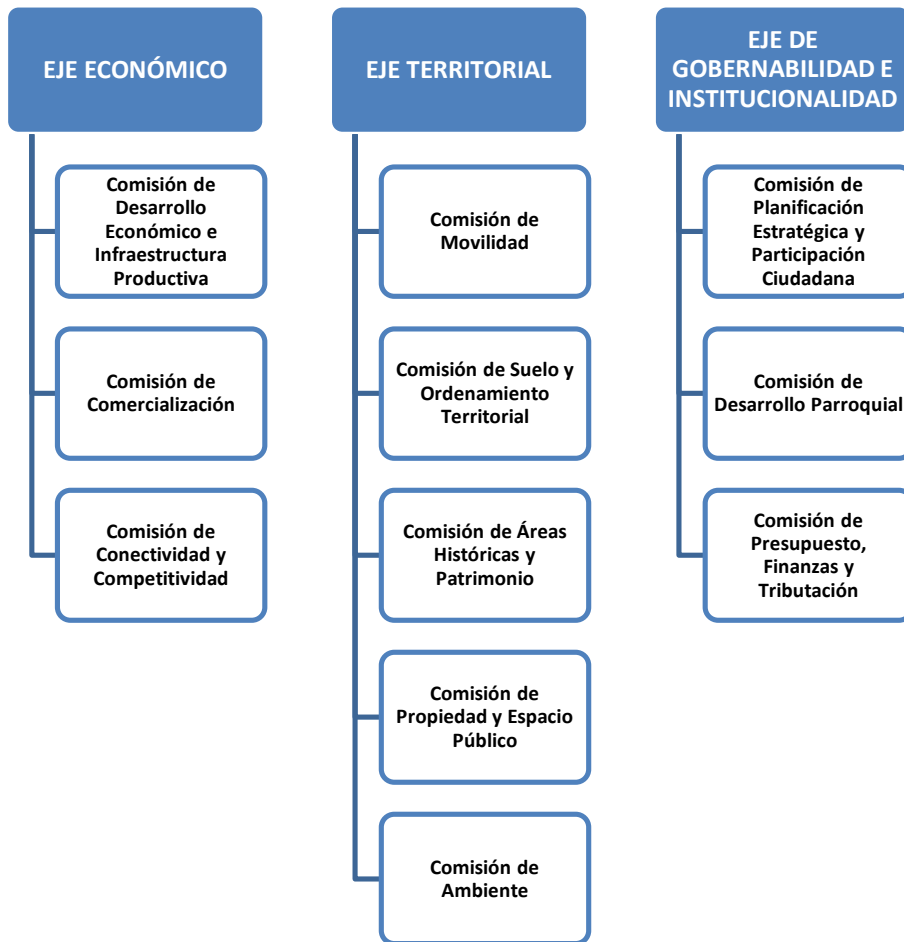 EJE ECONÓMICO
Comisión de
Desarrollo
Económico e
Infraestructura
Productiva
Comisión de
Comercialización
Comisión de
Conectividad y
Competitividad
EJE TERRITORIAL
Comisión de
Movilidad
Comisión de Suelo y
Ordenamiento
Territorial
Comisión de Áreas
Históricas y
Patrimonio
Comisión de
Propiedad y Espacio
Público
Comisión de
Ambiente
EJE DE
GOBERNABILIDAD E
INSTITUCIONALIDAD
Comisión de
Planificación
Estratégica y
Participación
Ciudadana
Comisión de
Desarrollo Parroquial
Comisión de
Presupuesto,
Finanzas y
Tributación